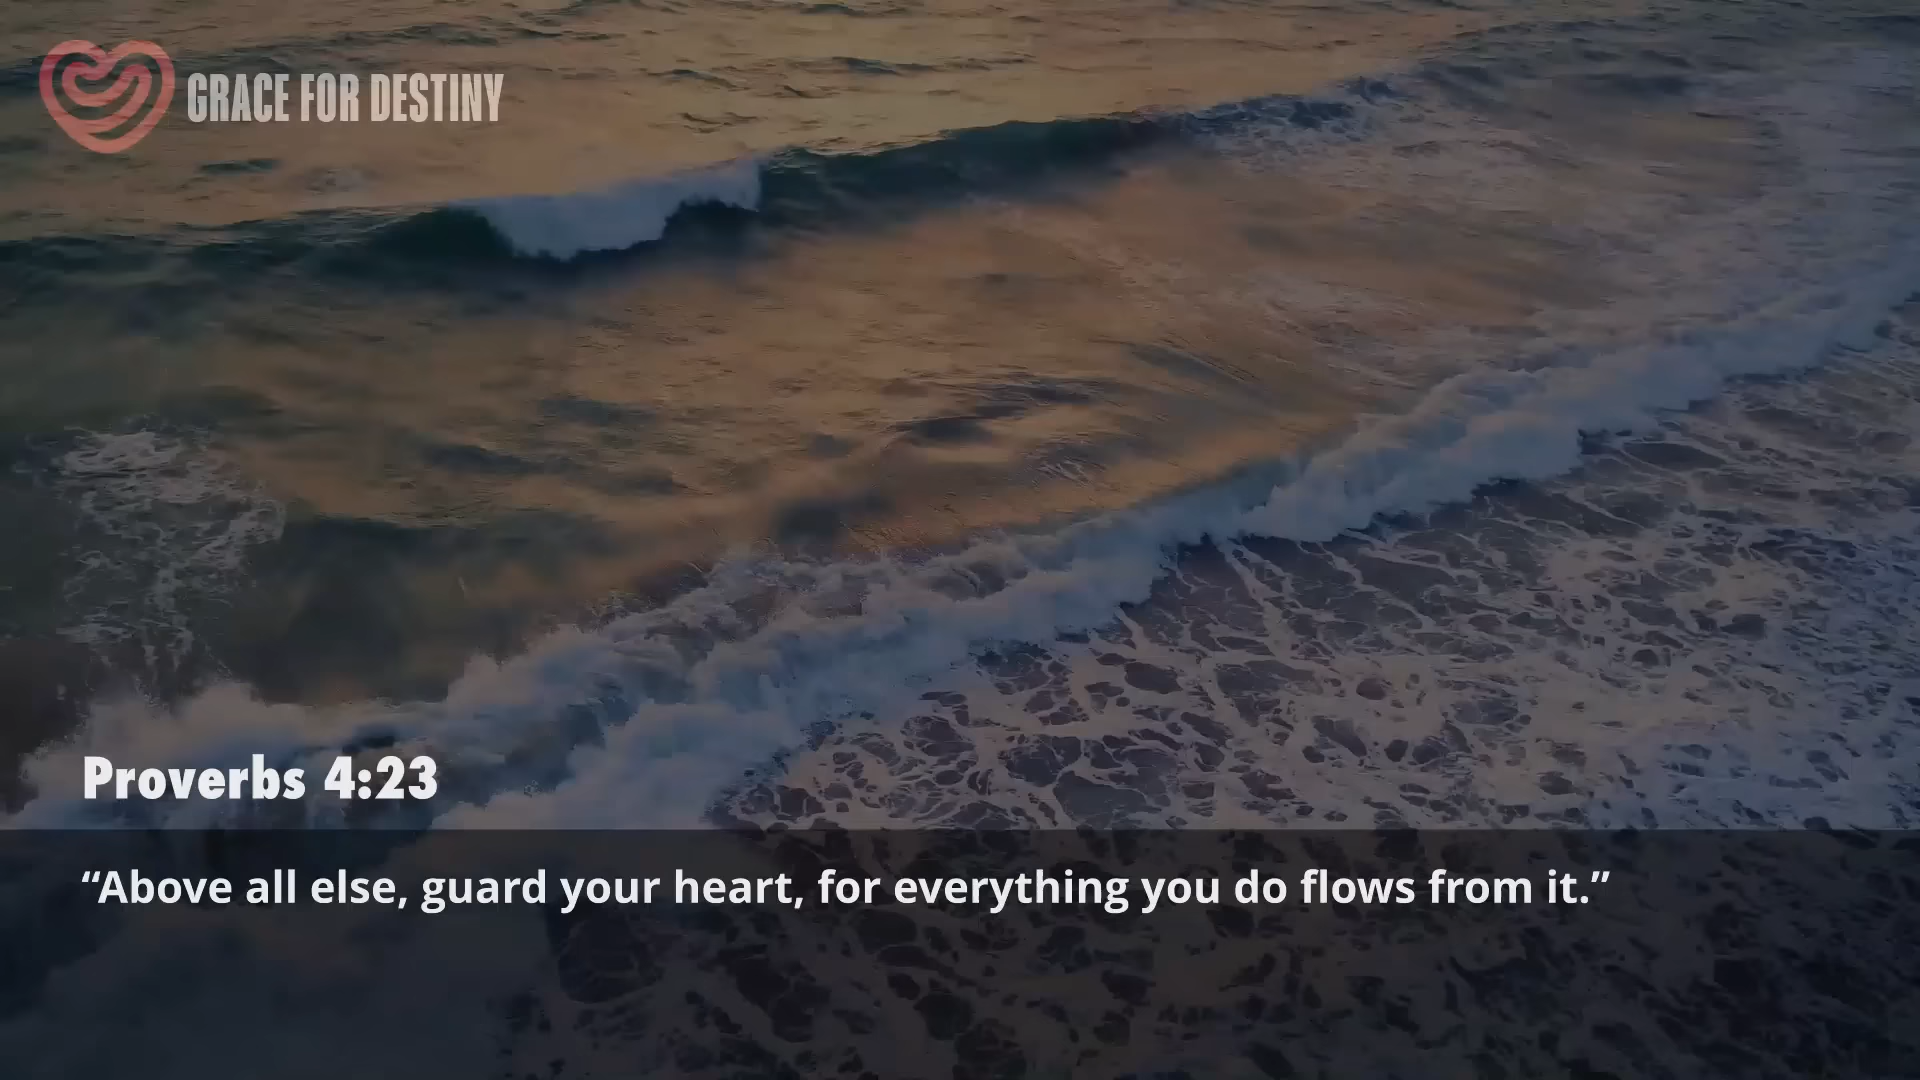 GRACE FOR DESTINY
Proverbs 4:23
“Above all else, guard your heart, for everything you do flows from it.”